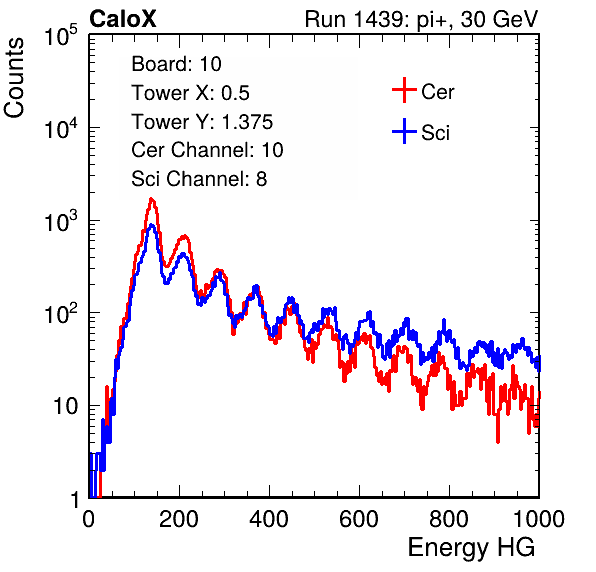 CaloX Run 1439: pi+, 30 GeV
Counts
Board: 10
Tower X: 0.5
Tower Y: 1.375
Cer Channel: 10
Sci Channel: 8
Cer
Sci
10^5
10^4
10^3
10^2
10
1
0 200 400 600 800 1000
Energy HG